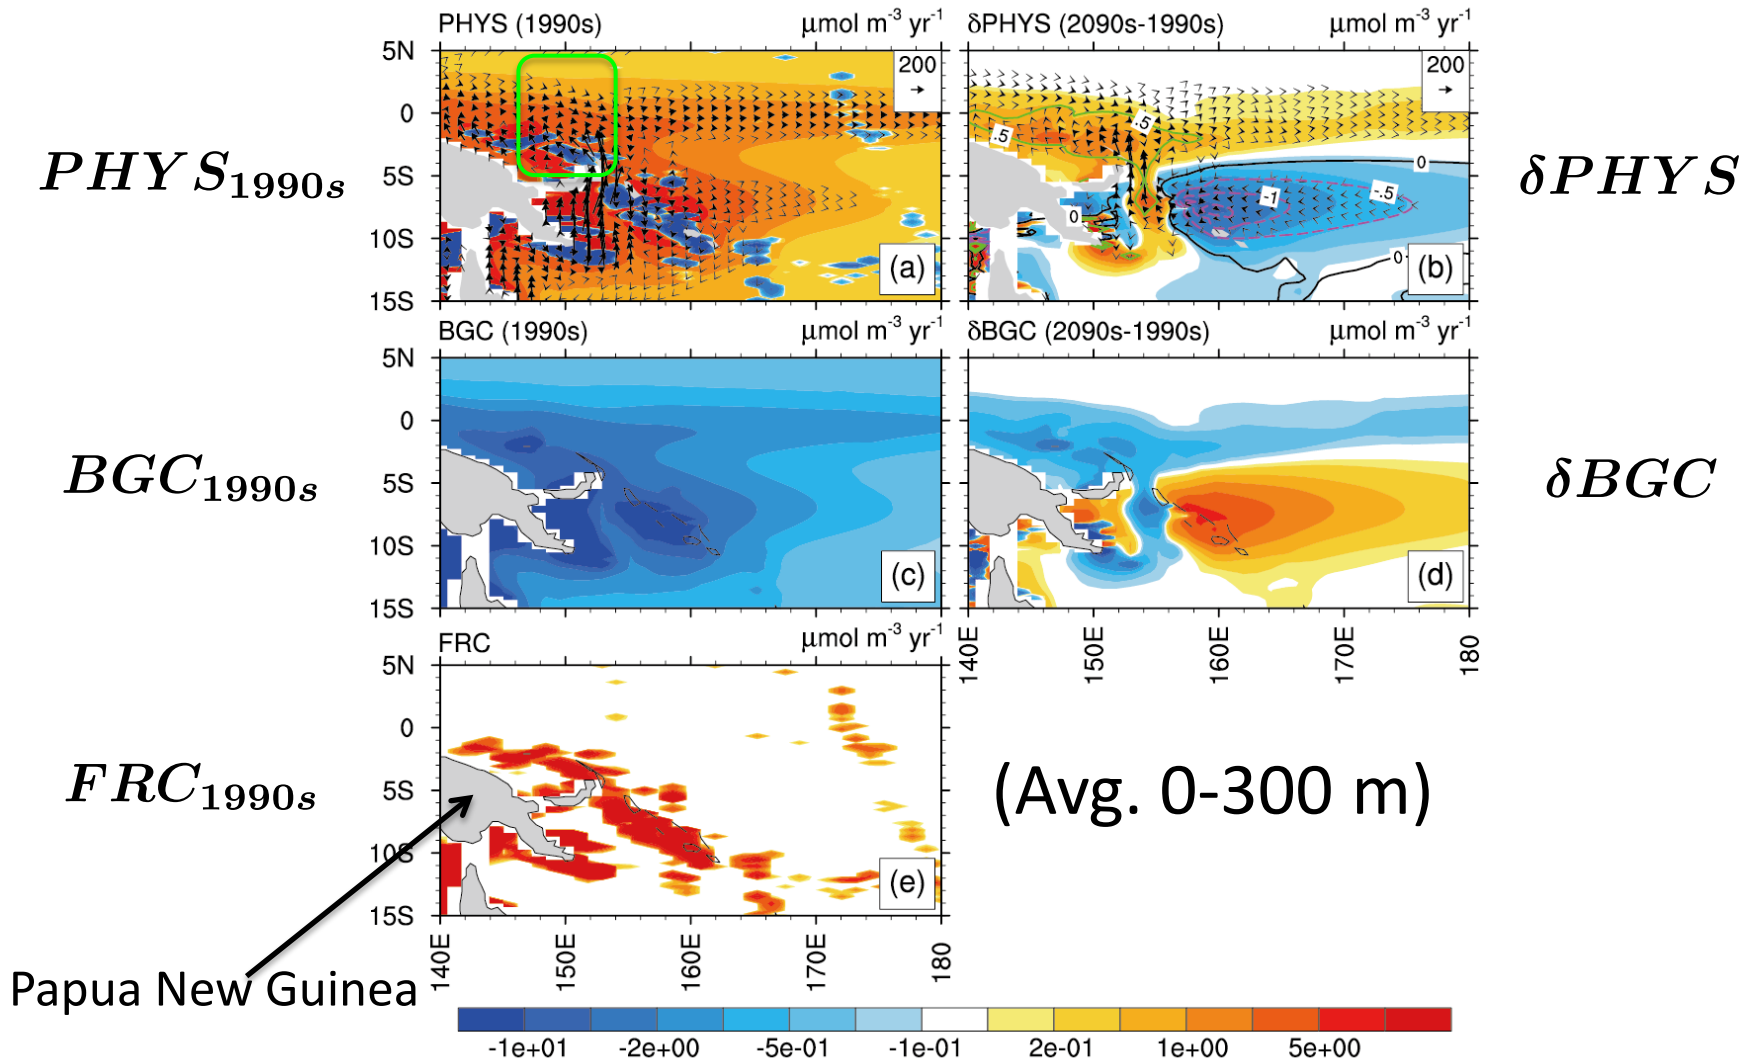 PHYS (1990s) μmol m⁻³ yr⁻¹
δPHYS (2090s-1990s) μmol m⁻³ yr⁻¹
5N
0
5S
10S
15S
200
(a)
200
.5
.5
0
0
-1
-.5
0
(b)
PHYS₁₉₉₀ₛ
δPHYS
BGC (1990s) μmol m⁻³ yr⁻¹
δBGC (2090s-1990s) μmol m⁻³ yr⁻¹
5N
0
5S
10S
15S
(c)
(d)
BGC₁₉₉₀ₛ
δBGC
140E
150E
160E
170E
180
FRC μmol m⁻³ yr⁻¹
5N
0
5S
10S
15S
(e)
FRC₁₉₉₀ₛ
(Avg. 0-300 m)
140E
150E
160E
170E
180
Papua New Guinea
-1e+01 -2e+00 -5e-01 -1e-01 2e-01 1e+00 5e+00